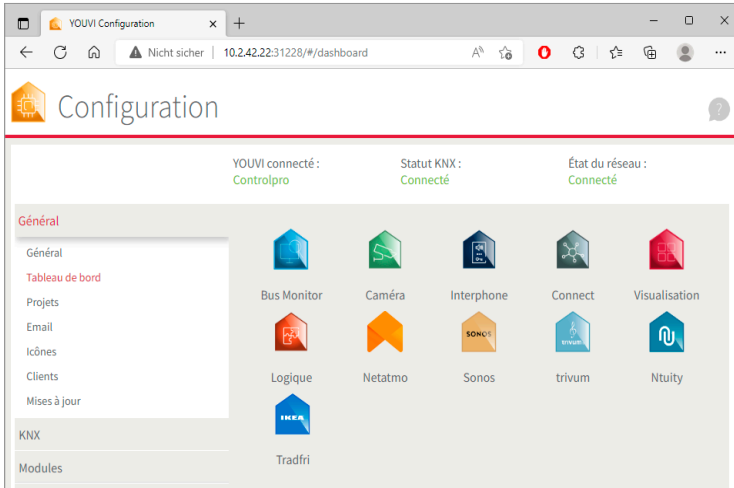 YOUVI Configuration
Nicht sicher | 10.2.42.22:31228/#/dashboard
Configuration
?
YOUVI connecté : Statut KNX : État du réseau :
Controlpro Connecté Connecté
Général
Général
Tableau de bord
Projets
Email
Icônes
Clients
Mises à jour
KNX
Modules
Bus Monitor Caméra Interphone Connect Visualisation
SONOS trivum
Logique Netatmo Sonos trivum Ntuity
IKEA
Tradfri